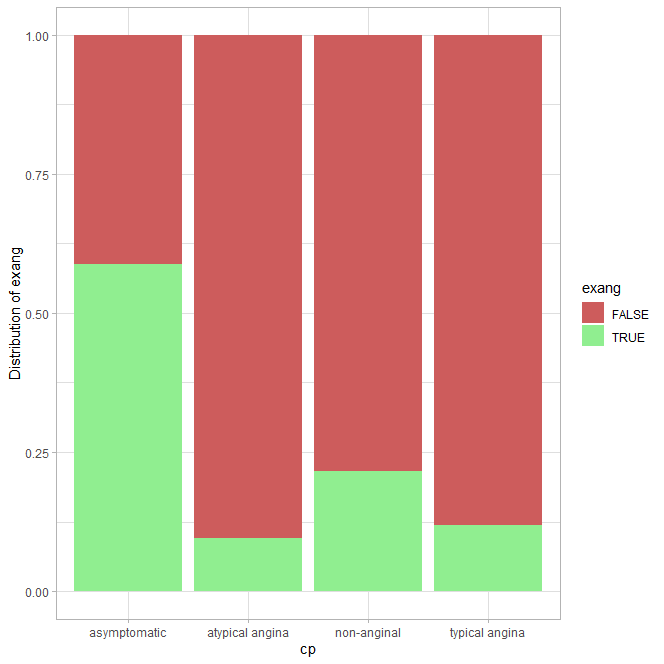 1.00
0.75
0.50
0.25
0.00
Distribution of exang
asymptomatic atypical angina non-anginal typical angina
cp
exang
FALSE
TRUE